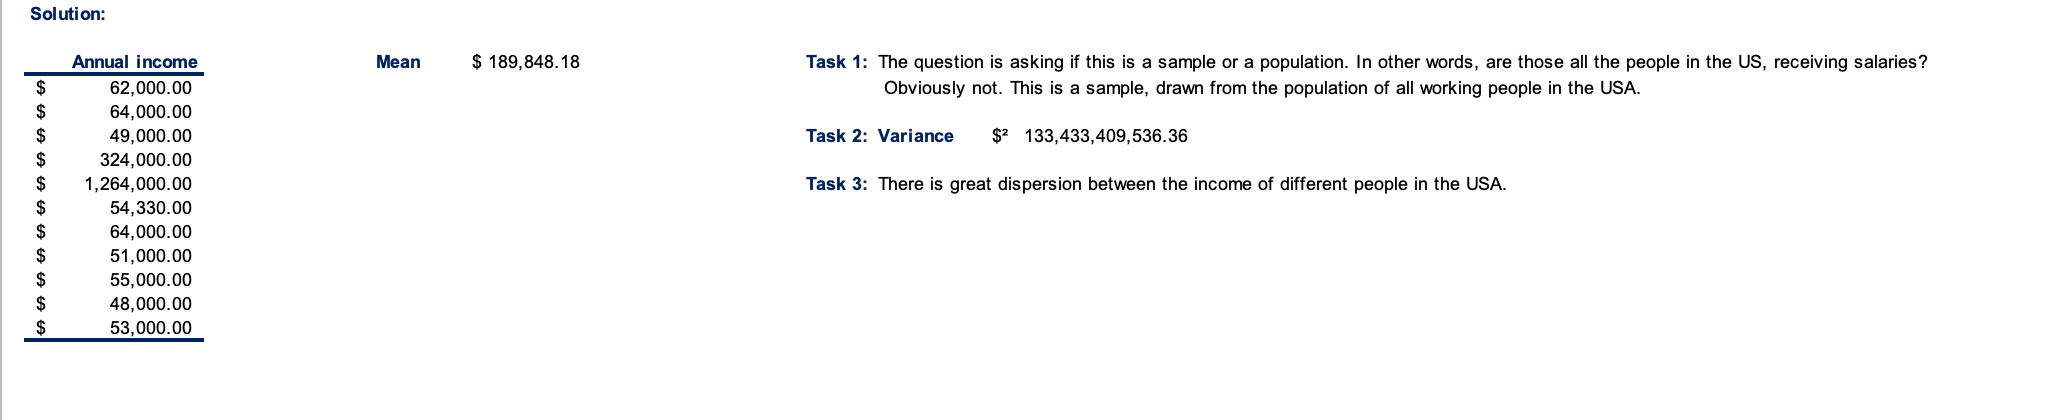 Solution:
Annual income
$ 62,000.00
$ 64,000.00
$ 49,000.00
$ 324,000.00
$ 1,264,000.00
$ 54,330.00
$ 64,000.00
$ 51,000.00
$ 55,000.00
$ 48,000.00
$ 53,000.00
Mean $ 189,848.18
Task 1: The question is asking if this is a sample or a population. In other words, are those all the people in the US, receiving salaries?
Obviously not. This is a sample, drawn from the population of all working people in the USA.
Task 2: Variance $² 133,433,409,536.36
Task 3: There is great dispersion between the income of different people in the USA.